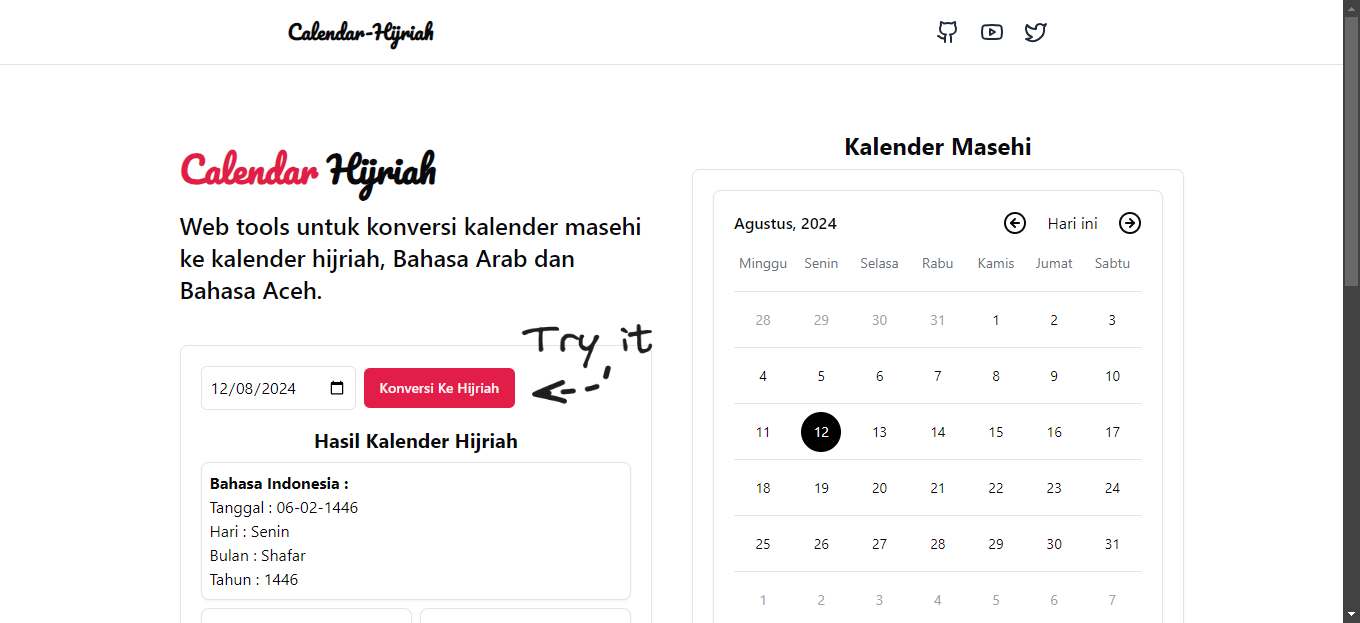 Calendar-Hijriah
Calendar Hijriah
Web tools untuk konversi kalender masehi
ke kalender hijriah, Bahasa Arab dan
Bahasa Aceh.
Try it
12/08/2024
Konversi Ke Hijriah
Hasil Kalender Hijriah
Bahasa Indonesia :
Tanggal : 06-02-1446
Hari : Senin
Bulan : Shafar
Tahun : 1446
Kalender Masehi
Agustus, 2024 Hari ini
Minggu Senin Selasa Rabu Kamis Jumat Sabtu
28 29 30 31 1 2 3
4 5 6 7 8 9 10
11 12 13 14 15 16 17
18 19 20 21 22 23 24
25 26 27 28 29 30 31
1 2 3 4 5 6 7